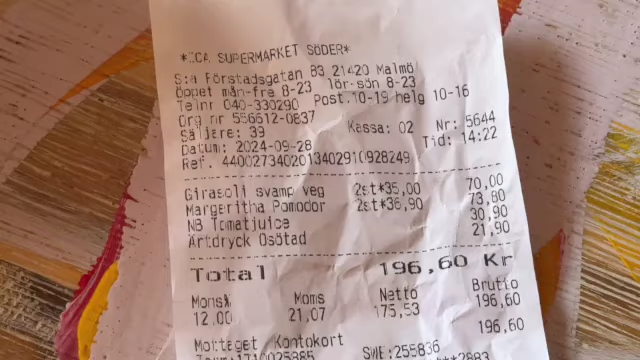 *ICA SUPERMARKET SÖDER*
S:a Förstadsgatan 83 21420 Malmö
Öppet mån-fre 8-23 lör-sön 8-23
Telnr 040-330290 Post.10-19 helg 10-16
Org nr 556612-0837
Säljare: 39 Kassa: 02 Nr: 5644
Datum: 2024-09-28 Tid: 14:22
Ref. 44002734020134029109 28249
Girasoli svamp veg 2st*35,00 70,00
Margeritha Pomodor 2st*36,90 73,80
NB Tomatjuice 30,90
Ärtdryck Osötad 21,90
Total 196,60 Kr
Moms% Moms Netto Brutto
12.00 21,07 175,53 196,60
Mottaget Kontokort 196,60
SWE:255836